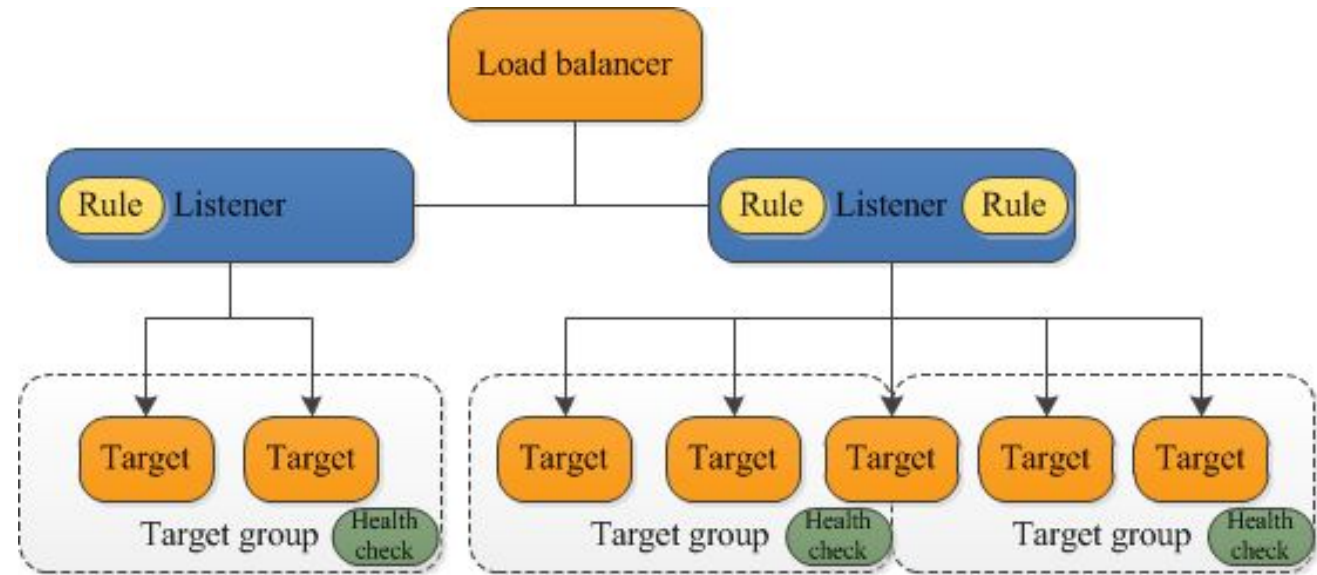 Load balancer
Rule Listener
Rule Listener Rule
Target
Target
Target
Target
Target
Target
Target
Target group
Health
check
Target group
Health
check
Target group
Health
check